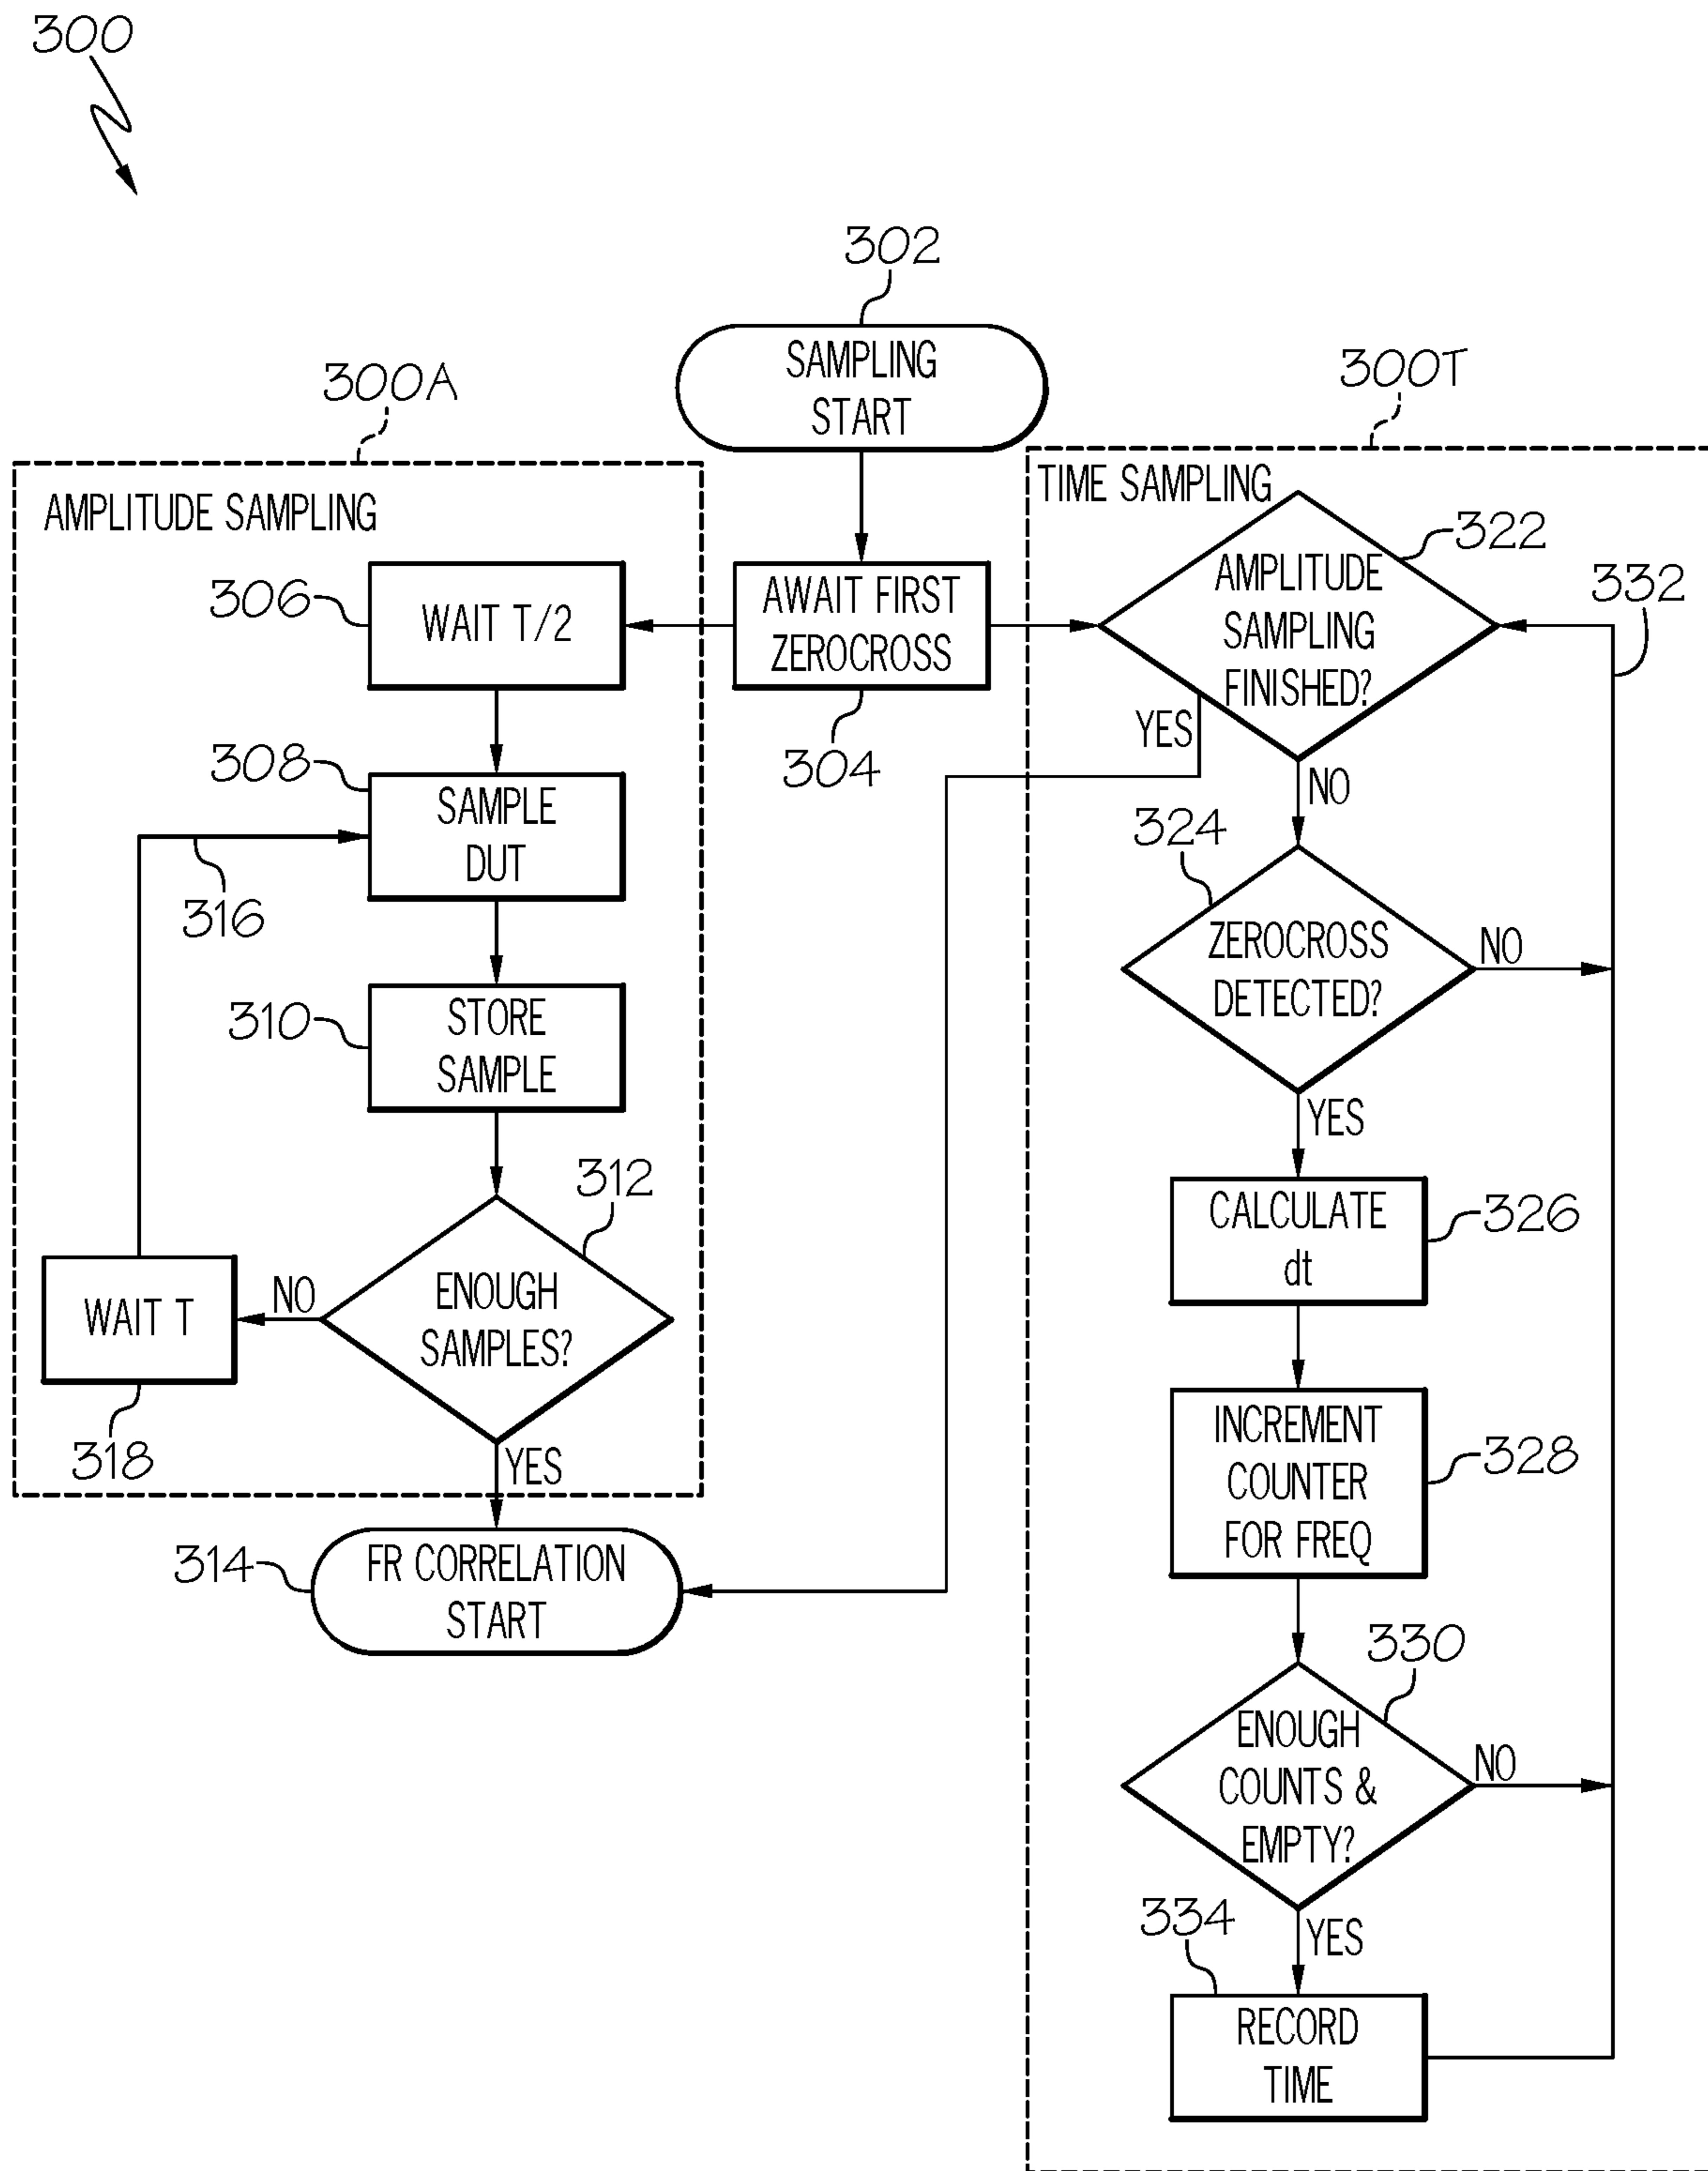 300
302
SAMPLING
START
300A
300T
AMPLITUDE SAMPLING
TIME SAMPLING
306
WAIT T/2
AWAIT FIRST
ZEROCROSS
304
AMPLITUDE
SAMPLING
FINISHED?
322
332
YES
NO
308
SAMPLE
DUT
316
324
ZEROCROSS
DETECTED?
NO
YES
310
STORE
SAMPLE
312
ENOUGH
SAMPLES?
NO
WAIT T
318
YES
CALCULATE
dt
326
INCREMENT
COUNTER
FOR FREQ
328
314
FR CORRELATION
START
330
ENOUGH
COUNTS &
EMPTY?
NO
YES
334
RECORD
TIME